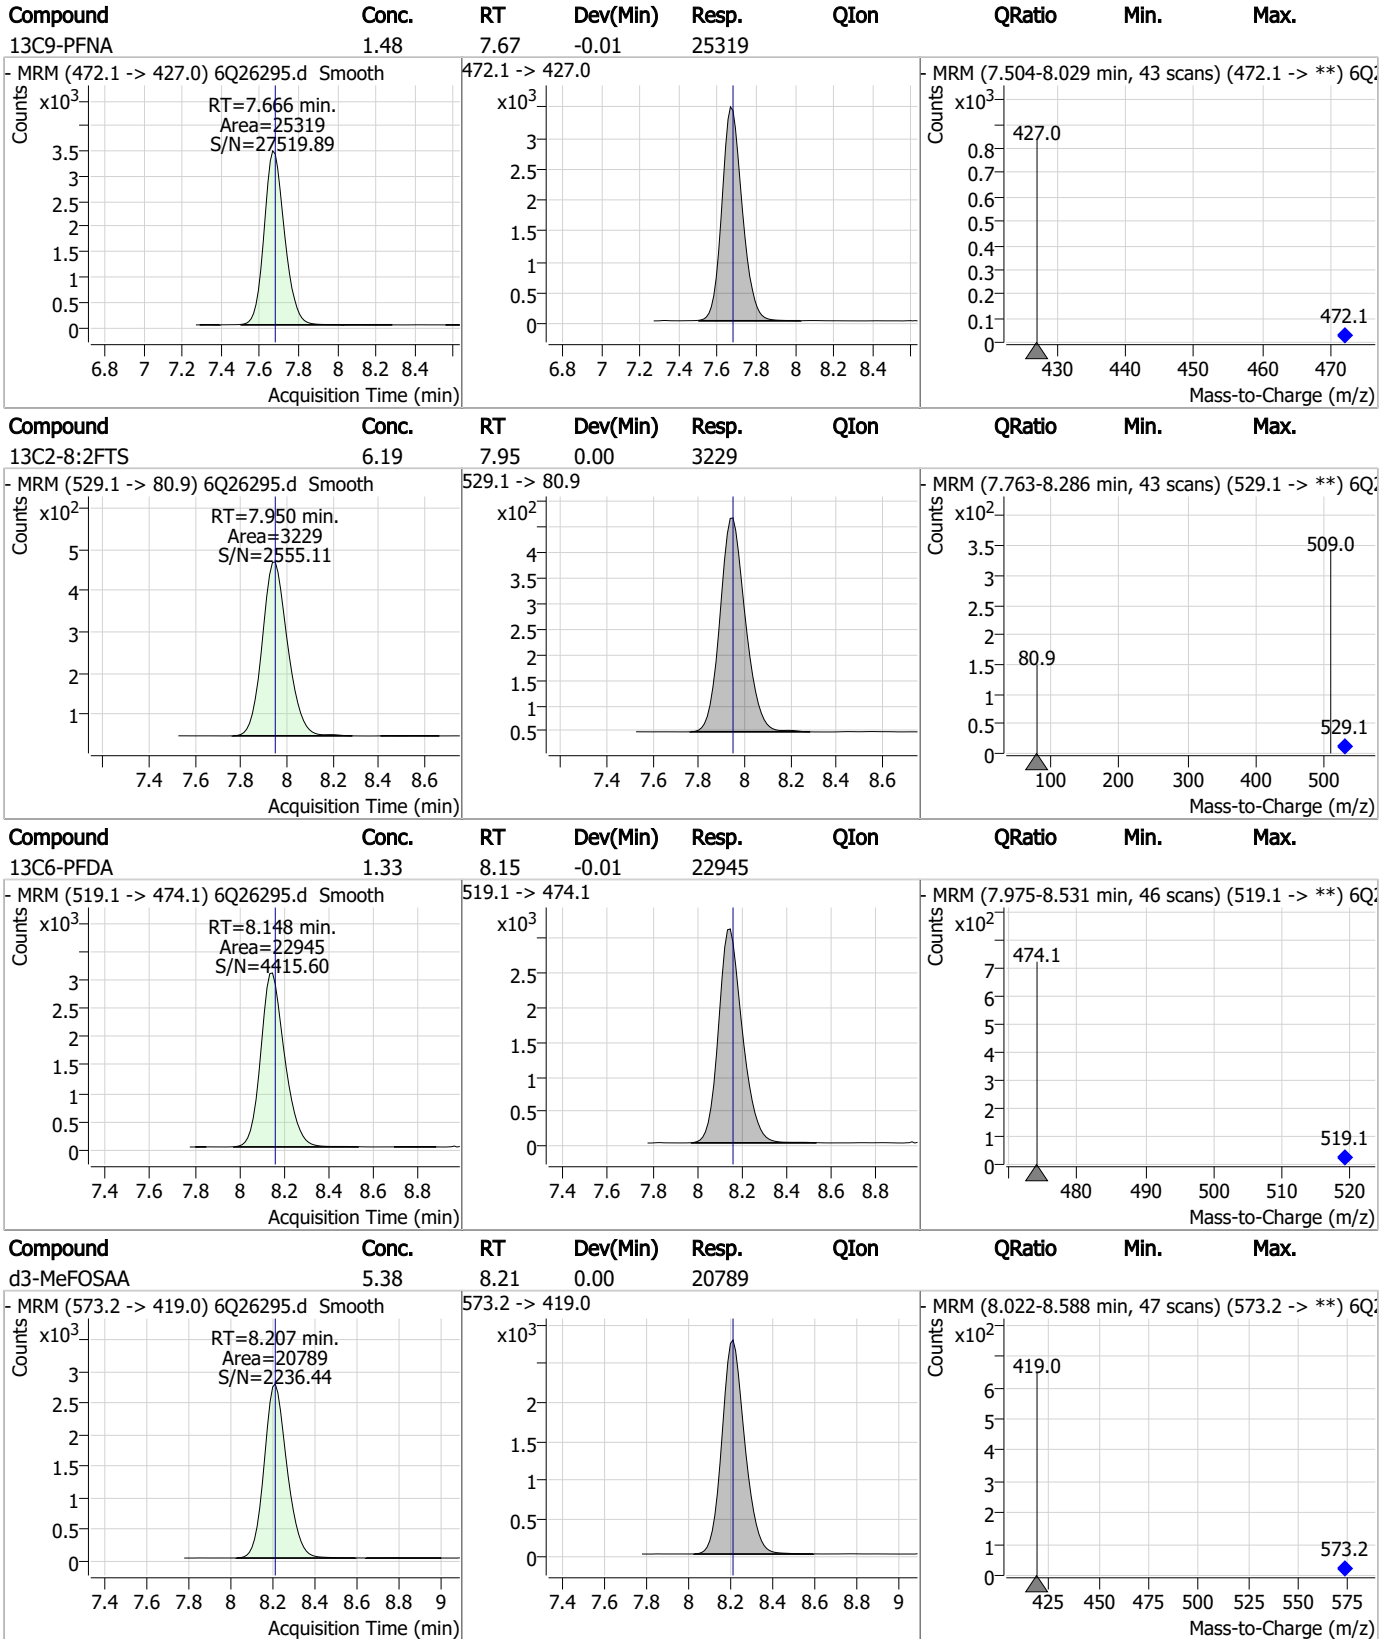 Compound Conc. RT Dev(Min) Resp. QIon QRatio Min. Max.
13C9-PFNA 1.48 7.67 -0.01 25319
- MRM (472.1 -> 427.0) 6Q26295.d Smooth
Counts
x10³
RT=7.666 min.
Area=25319
S/N=27519.89
3.5
3
2.5
2
1.5
1
0.5
0
6.8 7 7.2 7.4 7.6 7.8 8 8.2 8.4
Acquisition Time (min)
472.1 -> 427.0
x10³
3
2.5
2
1.5
1
0.5
0
6.8 7 7.2 7.4 7.6 7.8 8 8.2 8.4
- MRM (7.504-8.029 min, 43 scans) (472.1 -> **) 6Q2
Counts
x10³
427.0
0.8
0.7
0.6
0.5
0.4
0.3
0.2
0.1
0
472.1
430 440 450 460 470
Mass-to-Charge (m/z)
Compound Conc. RT Dev(Min) Resp. QIon QRatio Min. Max.
13C2-8:2FTS 6.19 7.95 0.00 3229
- MRM (529.1 -> 80.9) 6Q26295.d Smooth
Counts
x10²
RT=7.950 min.
Area=3229
S/N=2555.11
5
4
3
2
1
7.4 7.6 7.8 8 8.2 8.4 8.6
Acquisition Time (min)
529.1 -> 80.9
x10²
4
3.5
3
2.5
2
1.5
1
0.5
7.4 7.6 7.8 8 8.2 8.4 8.6
- MRM (7.763-8.286 min, 43 scans) (529.1 -> **) 6Q2
Counts
x10²
509.0
3.5
3
2.5
2
1.5
1
0.5
0
80.9
529.1
100 200 300 400 500
Mass-to-Charge (m/z)
Compound Conc. RT Dev(Min) Resp. QIon QRatio Min. Max.
13C6-PFDA 1.33 8.15 -0.01 22945
- MRM (519.1 -> 474.1) 6Q26295.d Smooth
Counts
x10³
RT=8.148 min.
Area=22945
S/N=4415.60
3
2.5
2
1.5
1
0.5
0
7.4 7.6 7.8 8 8.2 8.4 8.6 8.8
Acquisition Time (min)
519.1 -> 474.1
x10³
2.5
2
1.5
1
0.5
0
7.4 7.6 7.8 8 8.2 8.4 8.6 8.8
- MRM (7.975-8.531 min, 46 scans) (519.1 -> **) 6Q2
Counts
x10²
474.1
7
6
5
4
3
2
1
0
519.1
480 490 500 510 520
Mass-to-Charge (m/z)
Compound Conc. RT Dev(Min) Resp. QIon QRatio Min. Max.
d3-MeFOSAA 5.38 8.21 0.00 20789
- MRM (573.2 -> 419.0) 6Q26295.d Smooth
Counts
x10³
RT=8.207 min.
Area=20789
S/N=2236.44
3
2.5
2
1.5
1
0.5
0
7.4 7.6 7.8 8 8.2 8.4 8.6 8.8 9
Acquisition Time (min)
573.2 -> 419.0
x10³
2
1.5
1
0.5
0
7.4 7.6 7.8 8 8.2 8.4 8.6 8.8 9
- MRM (8.022-8.588 min, 47 scans) (573.2 -> **) 6Q2
Counts
x10²
419.0
6
5
4
3
2
1
0
573.2
425 450 475 500 525 550 575
Mass-to-Charge (m/z)